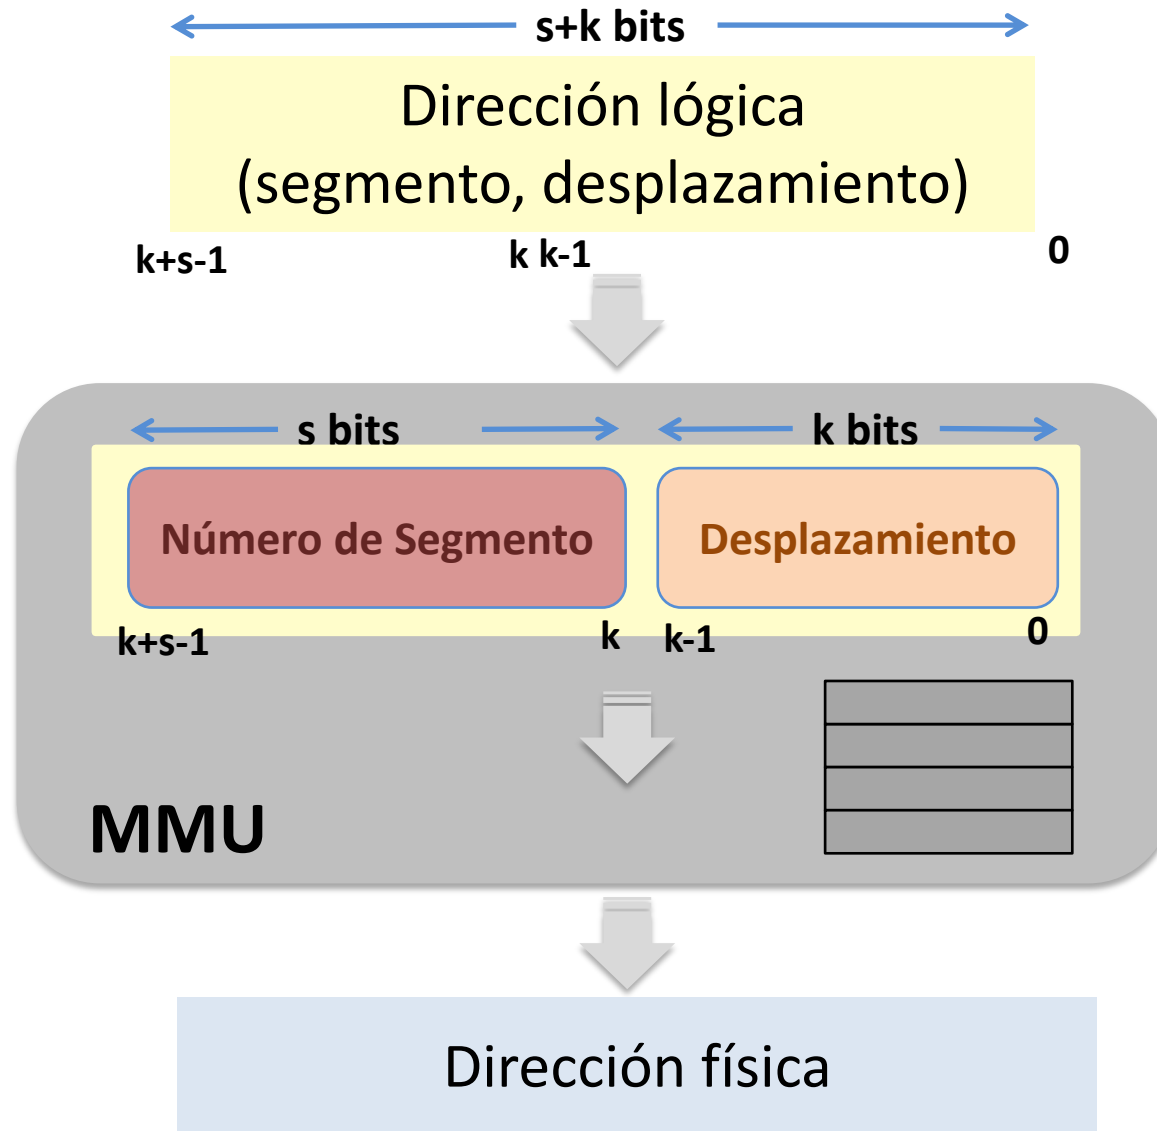 s+k bits
Dirección lógica
(segmento, desplazamiento)
k+s-1 k k-1 0
s bits k bits
Número de Segmento Desplazamiento
k+s-1 k k-1 0
MMU
Dirección física